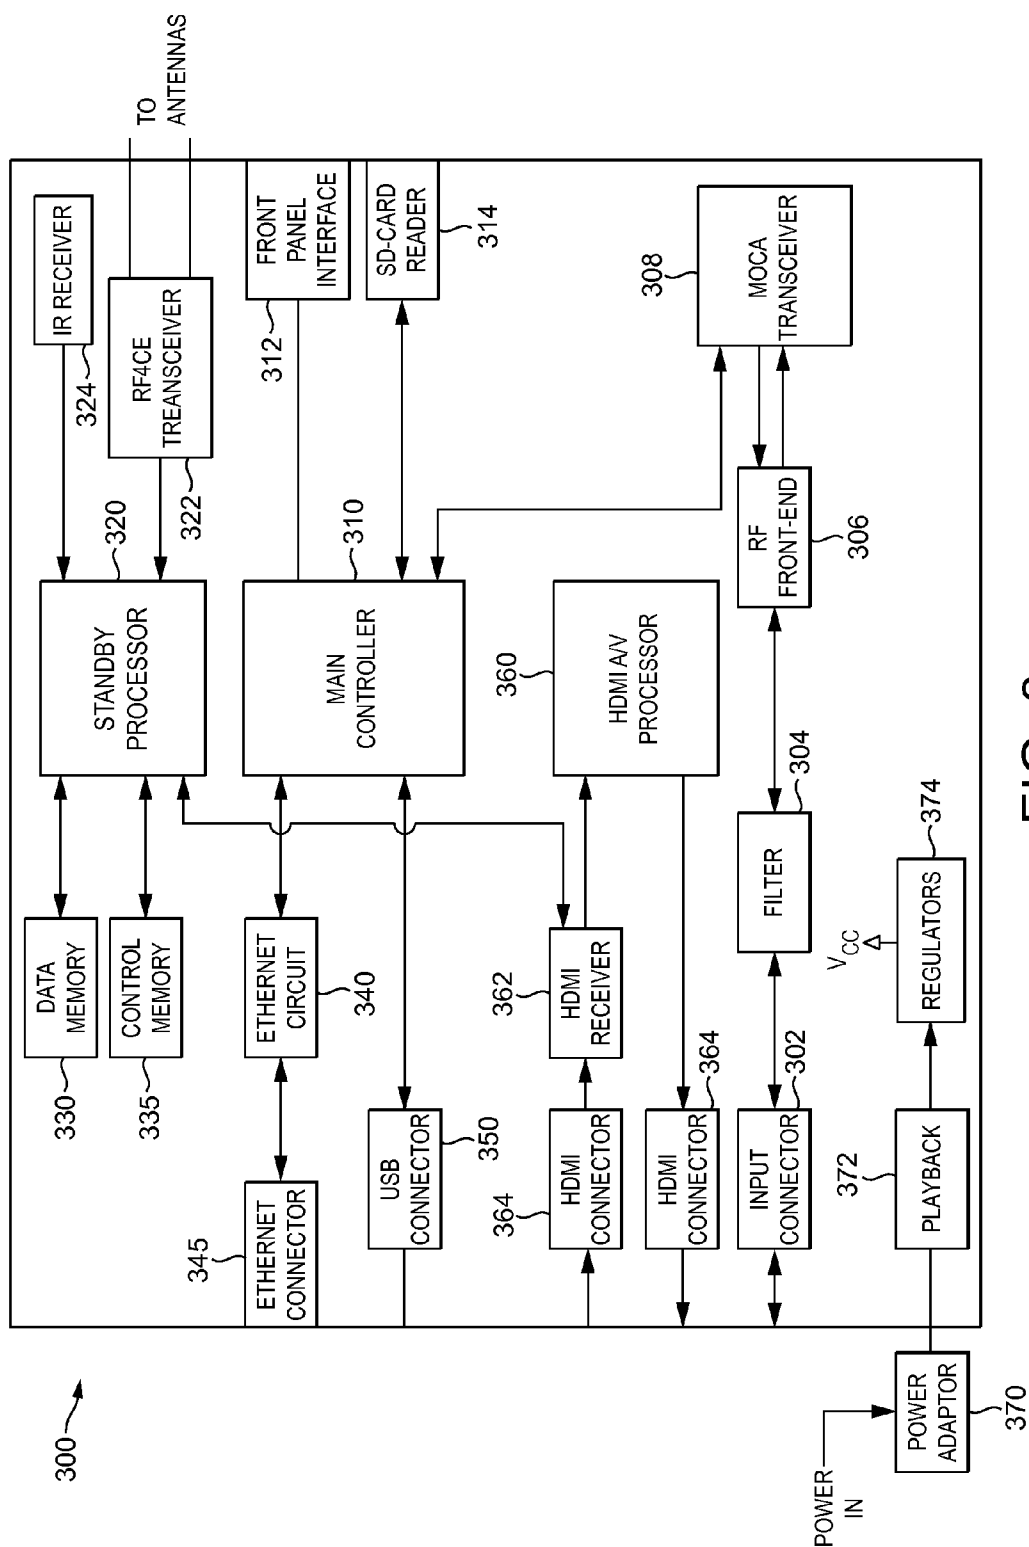 300
POWER
IN
POWER
ADAPTOR
370
345
ETHERNET
CONNECTOR
DATA
MEMORY
330
CONTROL
MEMORY
335
ETHERNET
CIRCUIT
340
USB
CONNECTOR
350
364
HDMI
CONNECTOR
362
HDMI
RECEIVER
HDMI
CONNECTOR
364
INPUT
CONNECTOR
302
FILTER
304
372
PLAYBACK
VCC
REGULATORS
374
STANDBY
PROCESSOR
320
MAIN
CONTROLLER
310
360
HDMI A/V
PROCESSOR
RF
FRONT-END
306
IR RECEIVER
324
RF4CE
TREANSCEIVER
322
TO
ANTENNAS
FRONT
PANEL
INTERFACE
312
SD-CARD
READER
314
308
MOCA
TRANSCEIVER